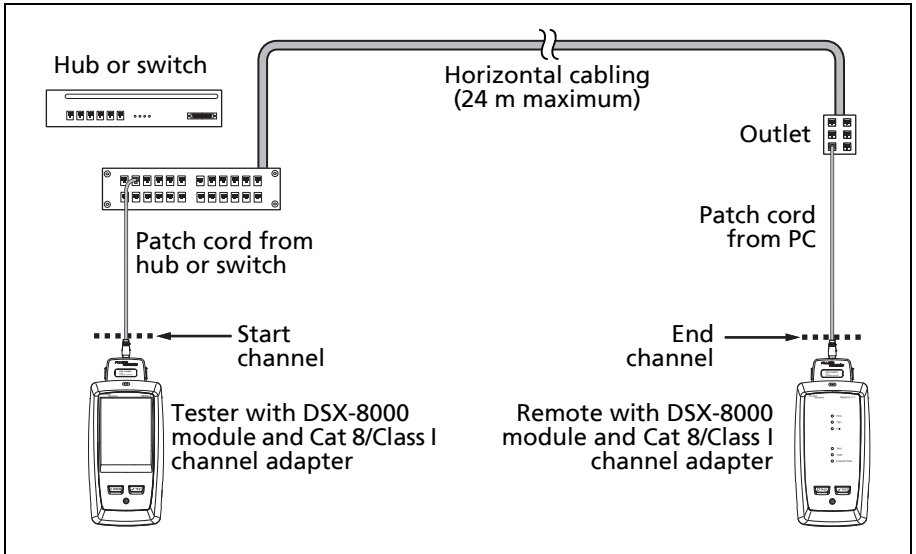 Hub or switch
Horizontal cabling
(24 m maximum)
Outlet
Patch cord from
hub or switch
Patch cord
from PC
Start
channel
End
channel
Tester with DSX-8000
module and Cat 8/Class I
channel adapter
Remote with DSX-8000
module and Cat 8/Class I
channel adapter